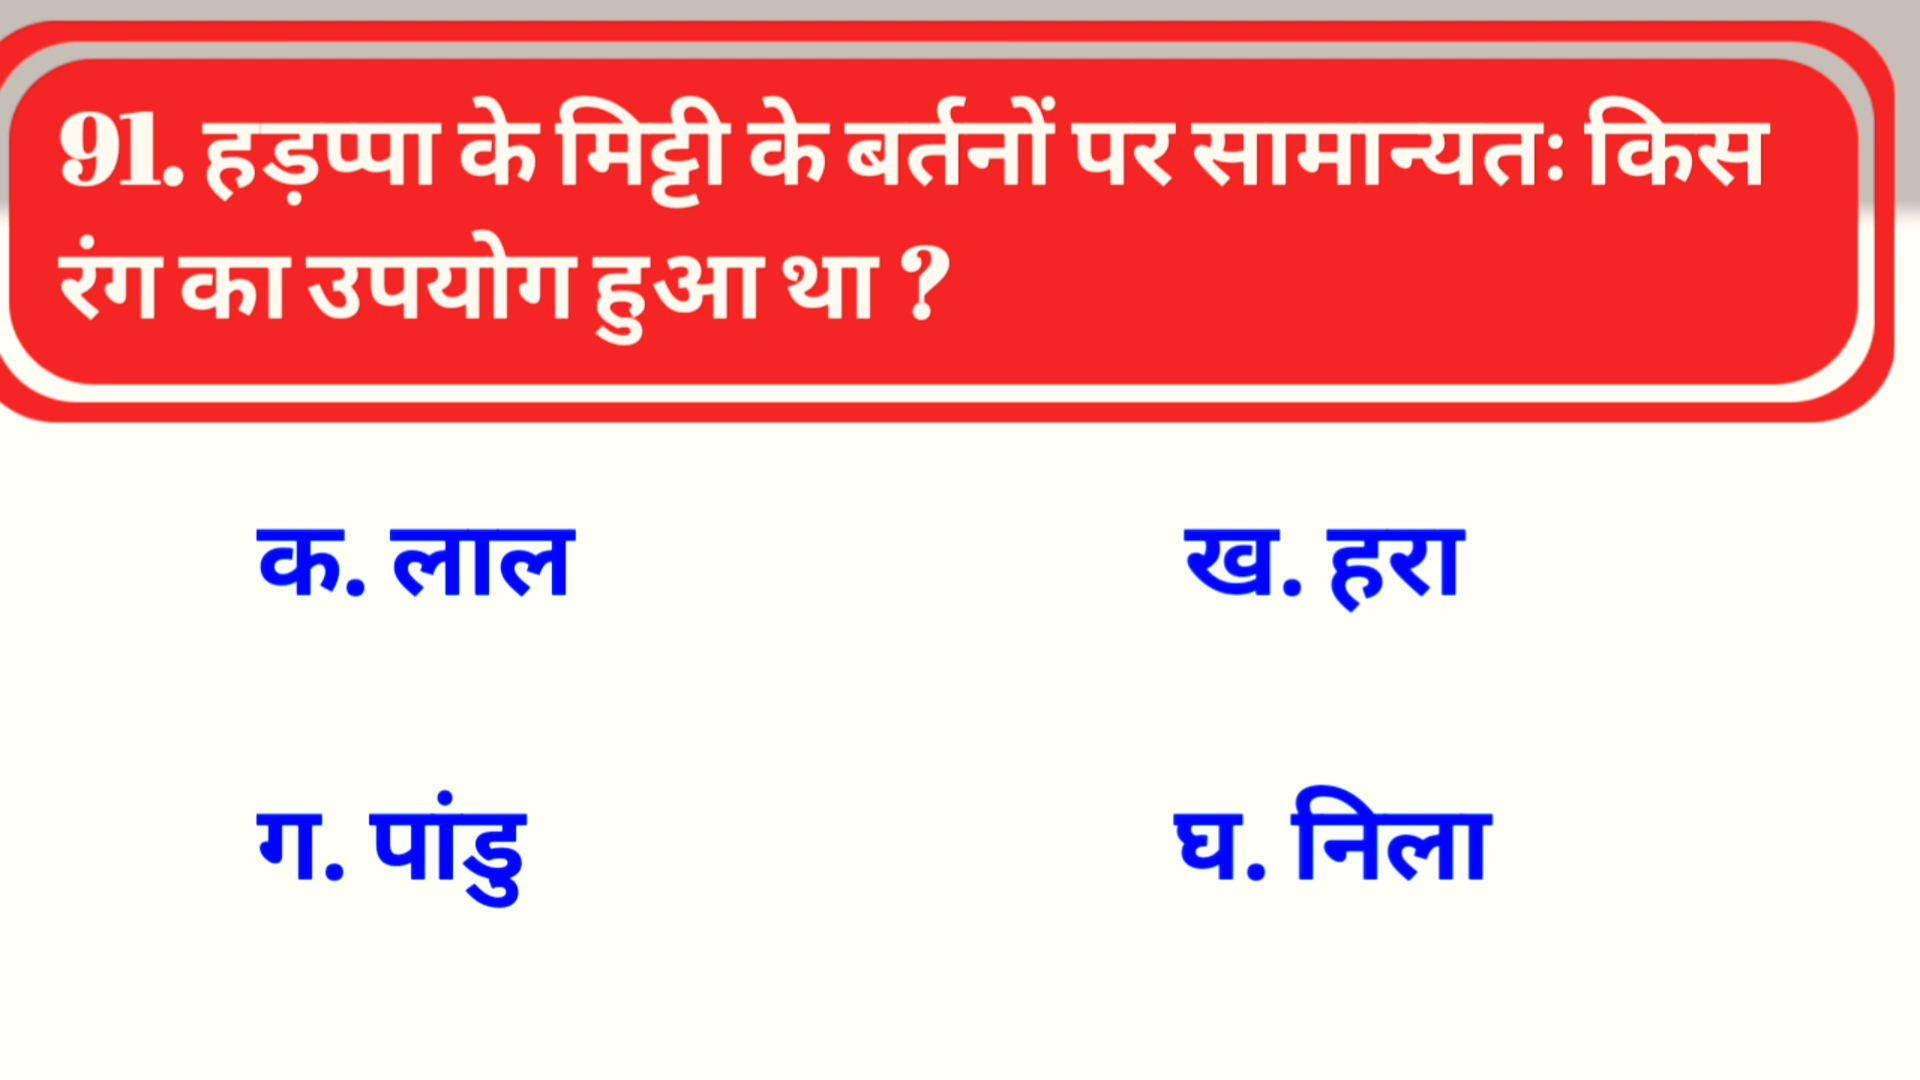 91. हड़प्पा के मिट्टी के बर्तनों पर सामान्यतः किस
रंग का उपयोग हुआ था ?
क. लाल
ख. हरा
ग. पांडु
घ. निला